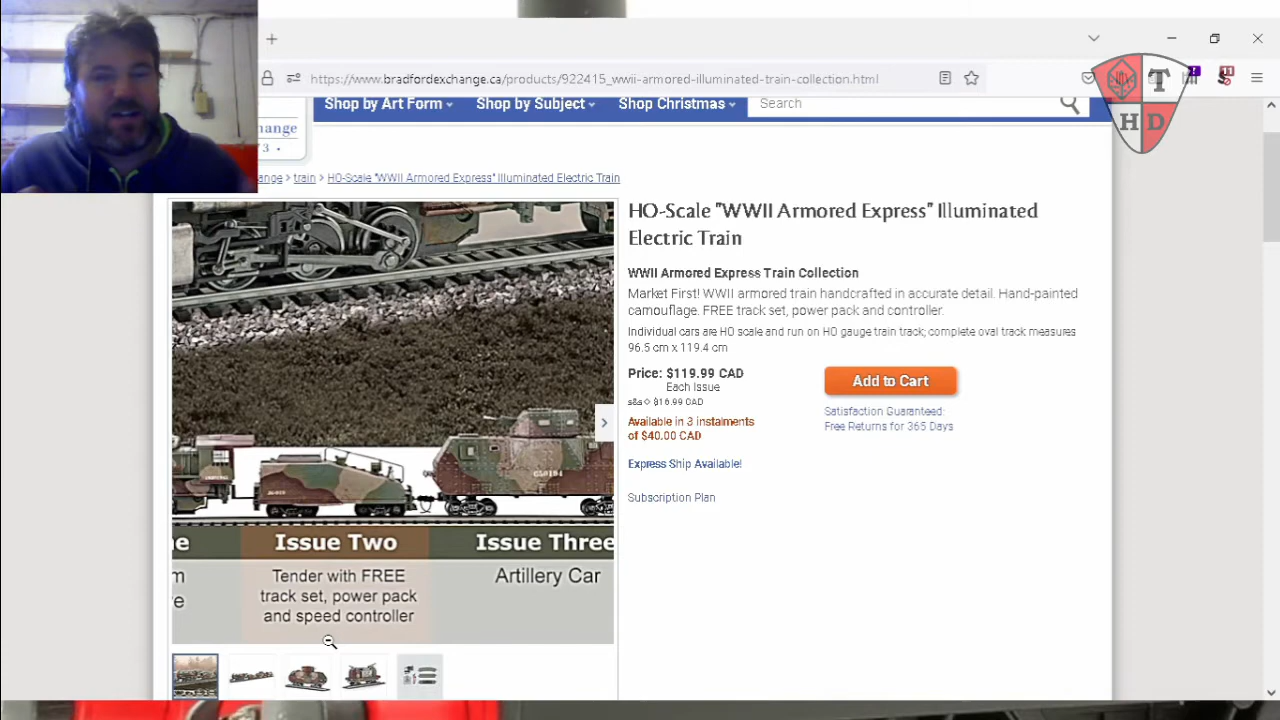 https://www.bradfordexchange.ca/products/922415_wwii-armored-illuminated-train-collection.html
T
H D
Shop by Art Form
Shop by Subject
Shop Christmas
Search
train
HO-Scale "WWII Armored Express" Illuminated Electric Train
HO-Scale "WWII Armored Express" Illuminated
Electric Train
WWII Armored Express Train Collection
Market First! WWII armored train handcrafted in accurate detail. Hand-painted
camouflage. FREE track set, power pack and controller.
Individual cars are HO scale and run on HO gauge train track; complete oval track measures
96.5 cm x 119.4 cm
Price: $119.99 CAD
Each Issue
Available in 3 instalments
of $40.00 CAD
Express Ship Available!
Subscription Plan
Add to Cart
Satisfaction Guaranteed:
Free Returns for 365 Days
Issue Two
Tender with FREE
track set, power pack
and speed controller
Issue Three
Artillery Car